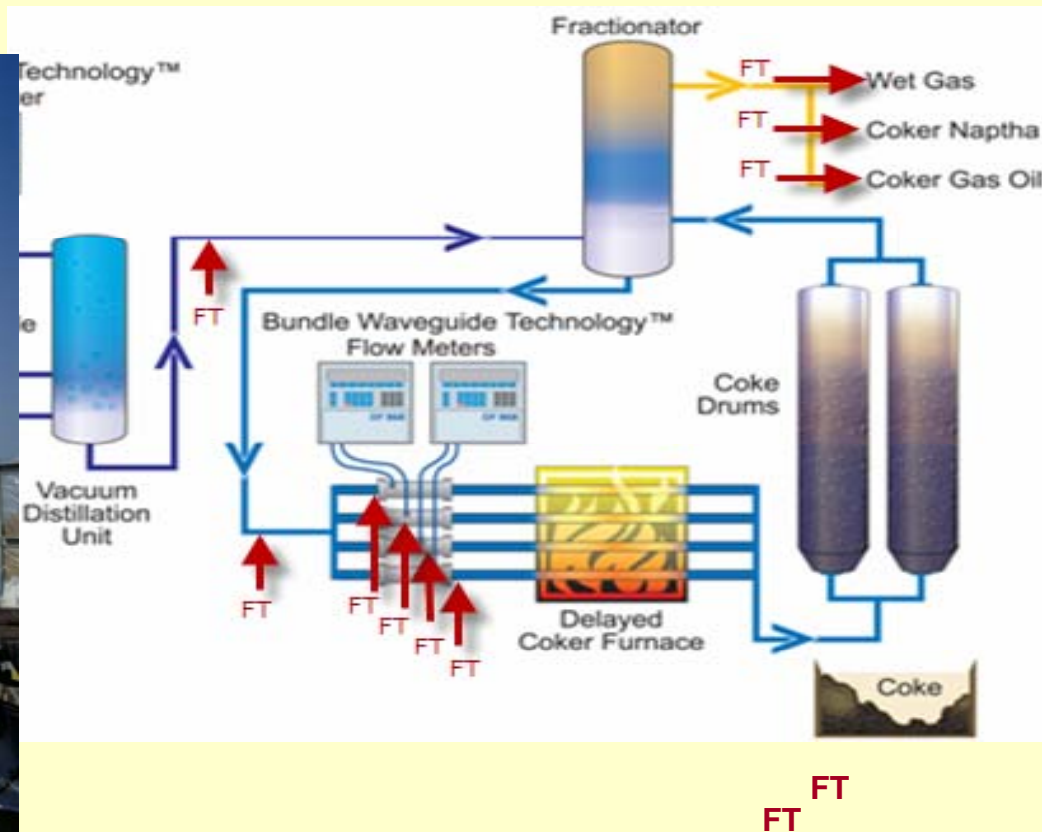 Fractionator
Technology™
er
FT
Wet Gas
FT
Coker Naptha
FT
Coker Gas Oil
FT
e
Bundle Waveguide Technology™
Flow Meters
Coke
Drums
Vacuum
Distillation
Unit
FT
FT
FT
FT
FT
Delayed
Coker Furnace
Coke
FT
FT